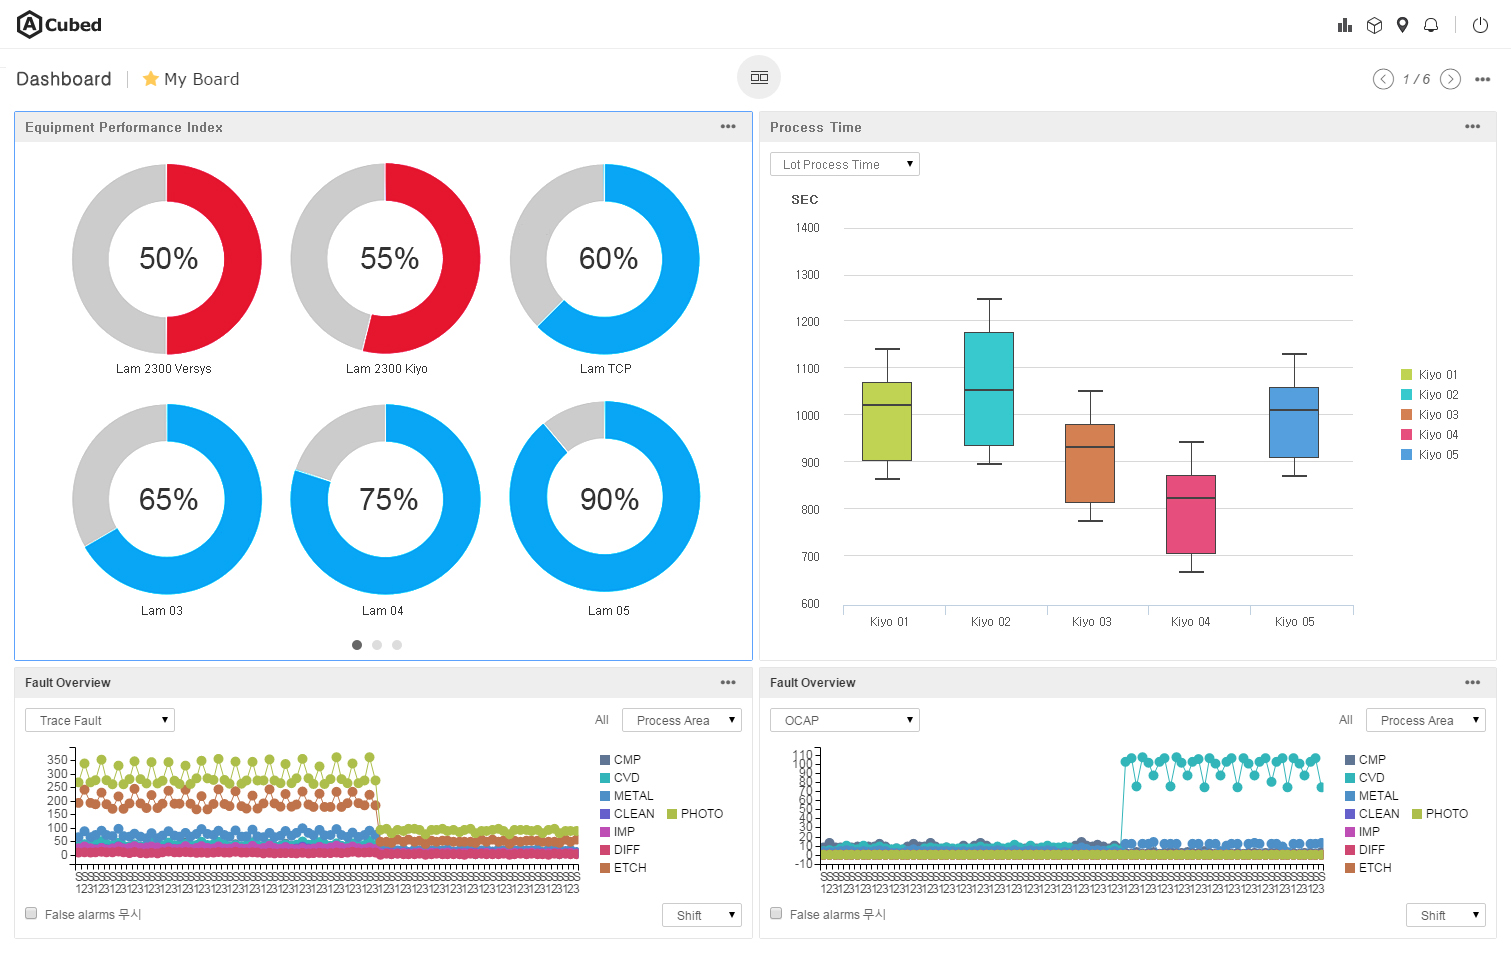 A Cubed
Dashboard
My Board
1 / 6
Equipment Performance Index
50%
55%
60%
Lam 2300 Versys
Lam 2300 Kiyo
Lam TCP
65%
75%
90%
Lam 03
Lam 04
Lam 05
Process Time
Lot Process Time
SEC
1400
1300
1200
1100
1000
900
800
700
600
Kiyo 01
Kiyo 02
Kiyo 03
Kiyo 04
Kiyo 05
Kiyo 01
Kiyo 02
Kiyo 03
Kiyo 04
Kiyo 05
Fault Overview
Trace Fault
All
Process Area
350
300
250
200
150
100
50
0
CMP
CVD
METAL
CLEAN
PHOTO
IMP
DIFF
ETCH
False alarms 무시
Shift
Fault Overview
OCAP
All
Process Area
110
100
90
80
70
60
50
40
30
20
10
0
-10
CMP
CVD
METAL
CLEAN
PHOTO
IMP
DIFF
ETCH
False alarms 무시
Shift